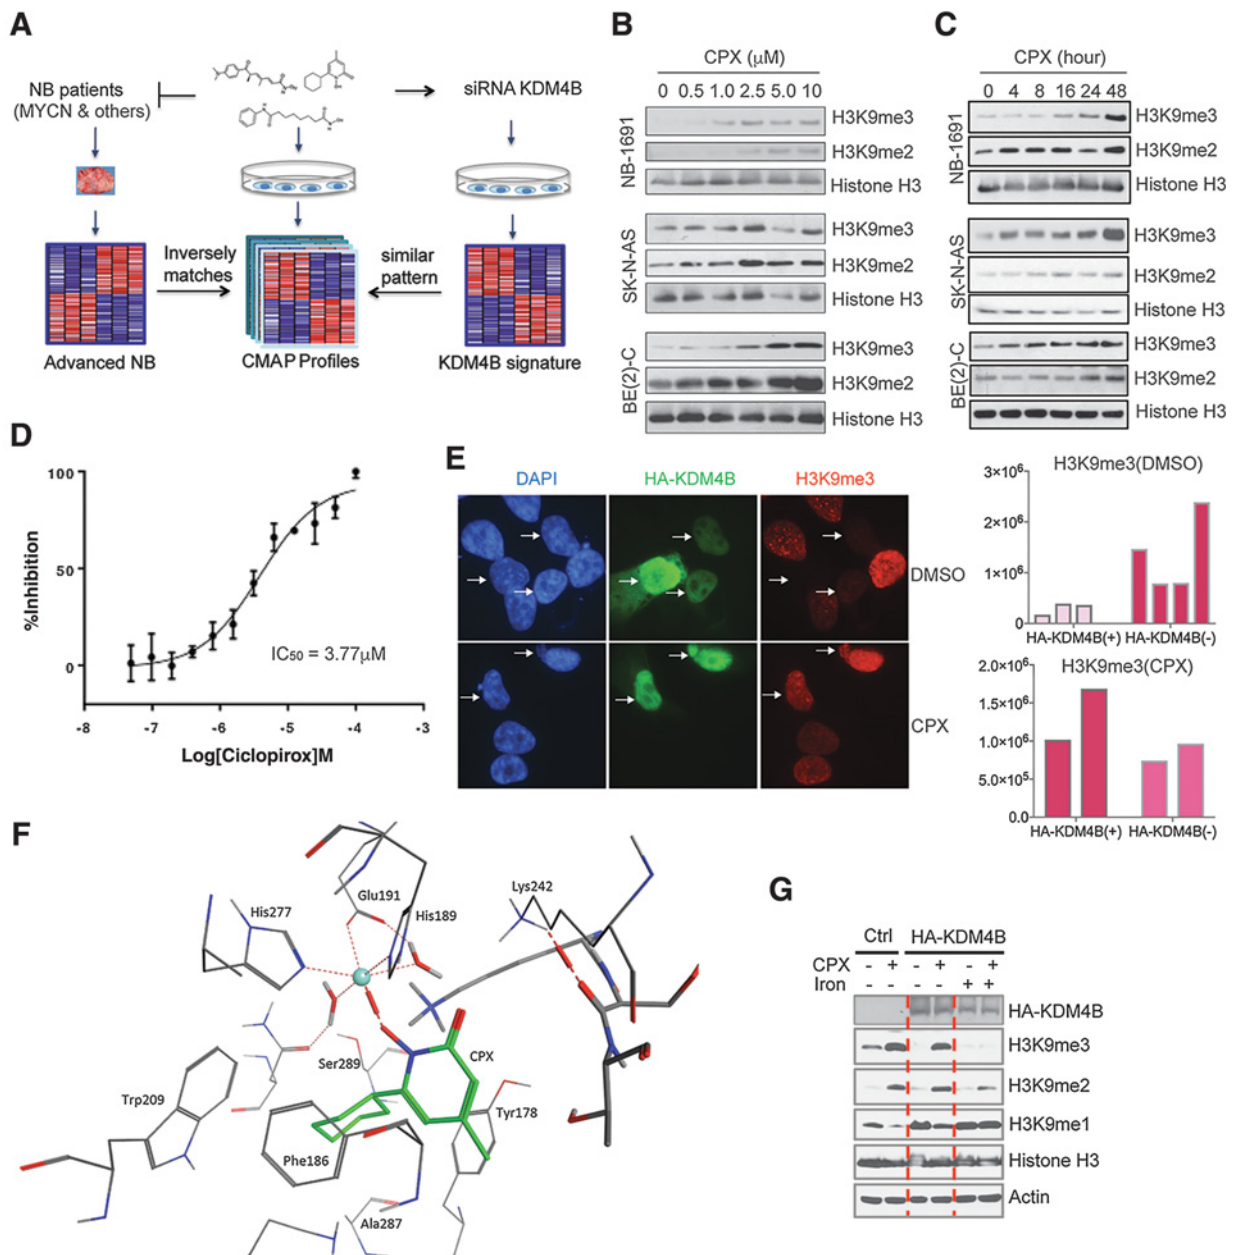 A
NB patients
(MYCN & others)
siRNA KDM4B
Inversely
matches
similar
pattern
Advanced NB
CMAP Profiles
KDM4B signature
B
CPX (μM)
0 0.5 1.0 2.5 5.0 10
NB-1691
H3K9me3
H3K9me2
Histone H3
SK-N-AS
H3K9me3
H3K9me2
Histone H3
BE(2)-C
H3K9me3
H3K9me2
Histone H3
C
CPX (hour)
0 4 8 16 24 48
NB-1691
H3K9me3
H3K9me2
Histone H3
SK-N-AS
H3K9me3
H3K9me2
Histone H3
BE(2)-C
H3K9me3
H3K9me2
Histone H3
D
%Inhibition
100
50
0
IC50 = 3.77μM
-8 -7 -6 -5 -4 -3
Log[Ciclopirox]M
E
DAPI HA-KDM4B H3K9me3
DMSO
CPX
H3K9me3(DMSO)
3×10⁶
2×10⁶
1×10⁶
0
HA-KDM4B(+) HA-KDM4B(-)
H3K9me3(CPX)
2.0×10⁶
1.5×10⁶
1.0×10⁶
5.0×10⁵
0.0
HA-KDM4B(+) HA-KDM4B(-)
F
Glu191
His277
His189
Lys242
Ser289
CPX
Trp209
Tyr178
Phe186
Ala287
G
Ctrl HA-KDM4B
CPX - + - + - +
Iron - - - - + +
HA-KDM4B
H3K9me3
H3K9me2
H3K9me1
Histone H3
Actin